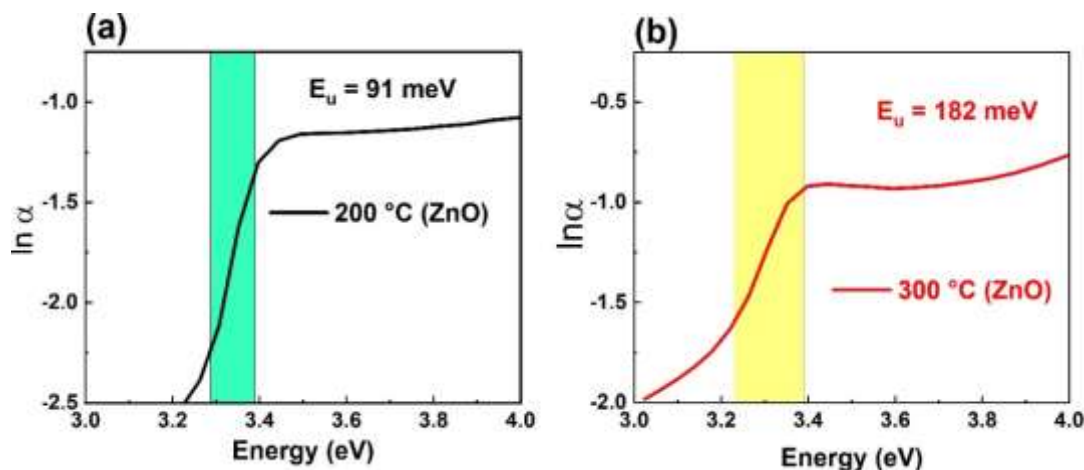 (a)
E_u = 91 meV
200 °C (ZnO)
ln α
-1.0
-1.5
-2.0
-2.5
3.0 3.2 3.4 3.6 3.8 4.0
Energy (eV)
(b)
E_u = 182 meV
300 °C (ZnO)
lnα
-0.5
-1.0
-1.5
-2.0
3.0 3.2 3.4 3.6 3.8 4.0
Energy (eV)